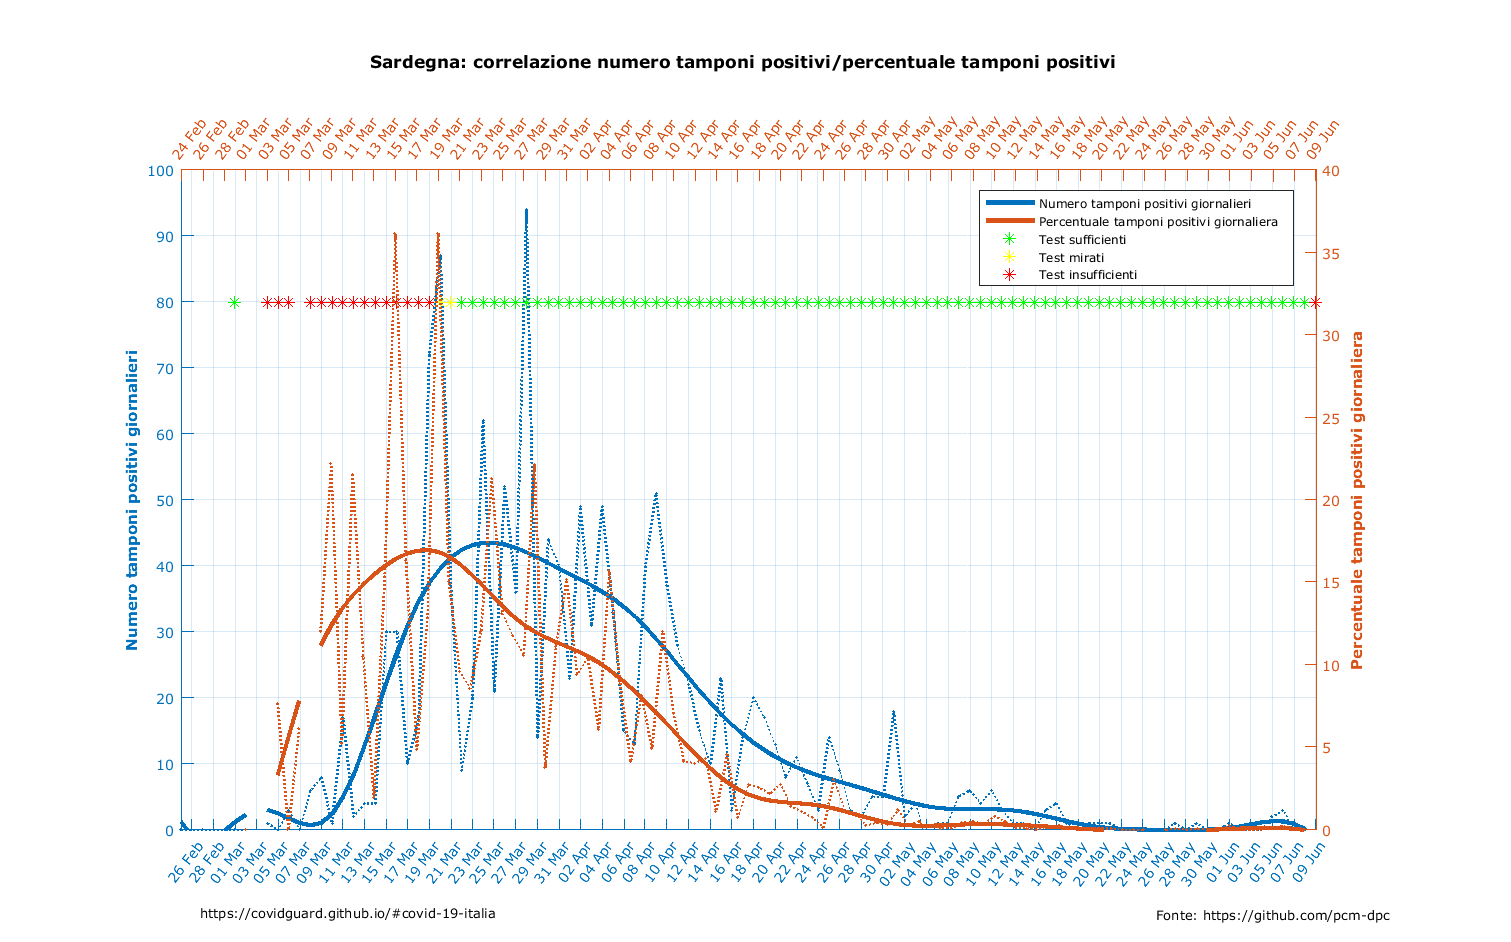 Sardegna: correlazione numero tamponi positivi/percentuale tamponi positivi
24 Feb 26 Feb 28 Feb 01 Mar 03 Mar 05 Mar 07 Mar 09 Mar 11 Mar 13 Mar 15 Mar 17 Mar 19 Mar 21 Mar 23 Mar 25 Mar 27 Mar 29 Mar 31 Mar 02 Apr 04 Apr 06 Apr 08 Apr 10 Apr 12 Apr 14 Apr 16 Apr 18 Apr 20 Apr 22 Apr 24 Apr 26 Apr 28 Apr 30 Apr 02 May 04 May 06 May 08 May 10 May 12 May 14 May 16 May 18 May 20 May 22 May 24 May 26 May 28 May 30 May 01 Jun 03 Jun 05 Jun 07 Jun 09 Jun
100
90
80
70
60
50
40
30
20
10
0
Numero tamponi positivi giornalieri
Numero tamponi positivi giornalieri
Percentuale tamponi positivi giornaliera
Test sufficienti
Test mirati
Test insufficienti
40
35
30
25
20
15
10
5
0
Percentuale tamponi positivi giornaliera
26 Feb 28 Feb 01 Mar 03 Mar 05 Mar 07 Mar 09 Mar 11 Mar 13 Mar 15 Mar 17 Mar 19 Mar 21 Mar 23 Mar 25 Mar 27 Mar 29 Mar 31 Mar 02 Apr 04 Apr 06 Apr 08 Apr 10 Apr 12 Apr 14 Apr 16 Apr 18 Apr 20 Apr 22 Apr 24 Apr 26 Apr 28 Apr 30 Apr 02 May 04 May 06 May 08 May 10 May 12 May 14 May 16 May 18 May 20 May 22 May 24 May 26 May 28 May 30 May 01 Jun 03 Jun 05 Jun 07 Jun 09 Jun
https://covidguard.github.io/#covid-19-italia
Fonte: https://github.com/pcm-dpc